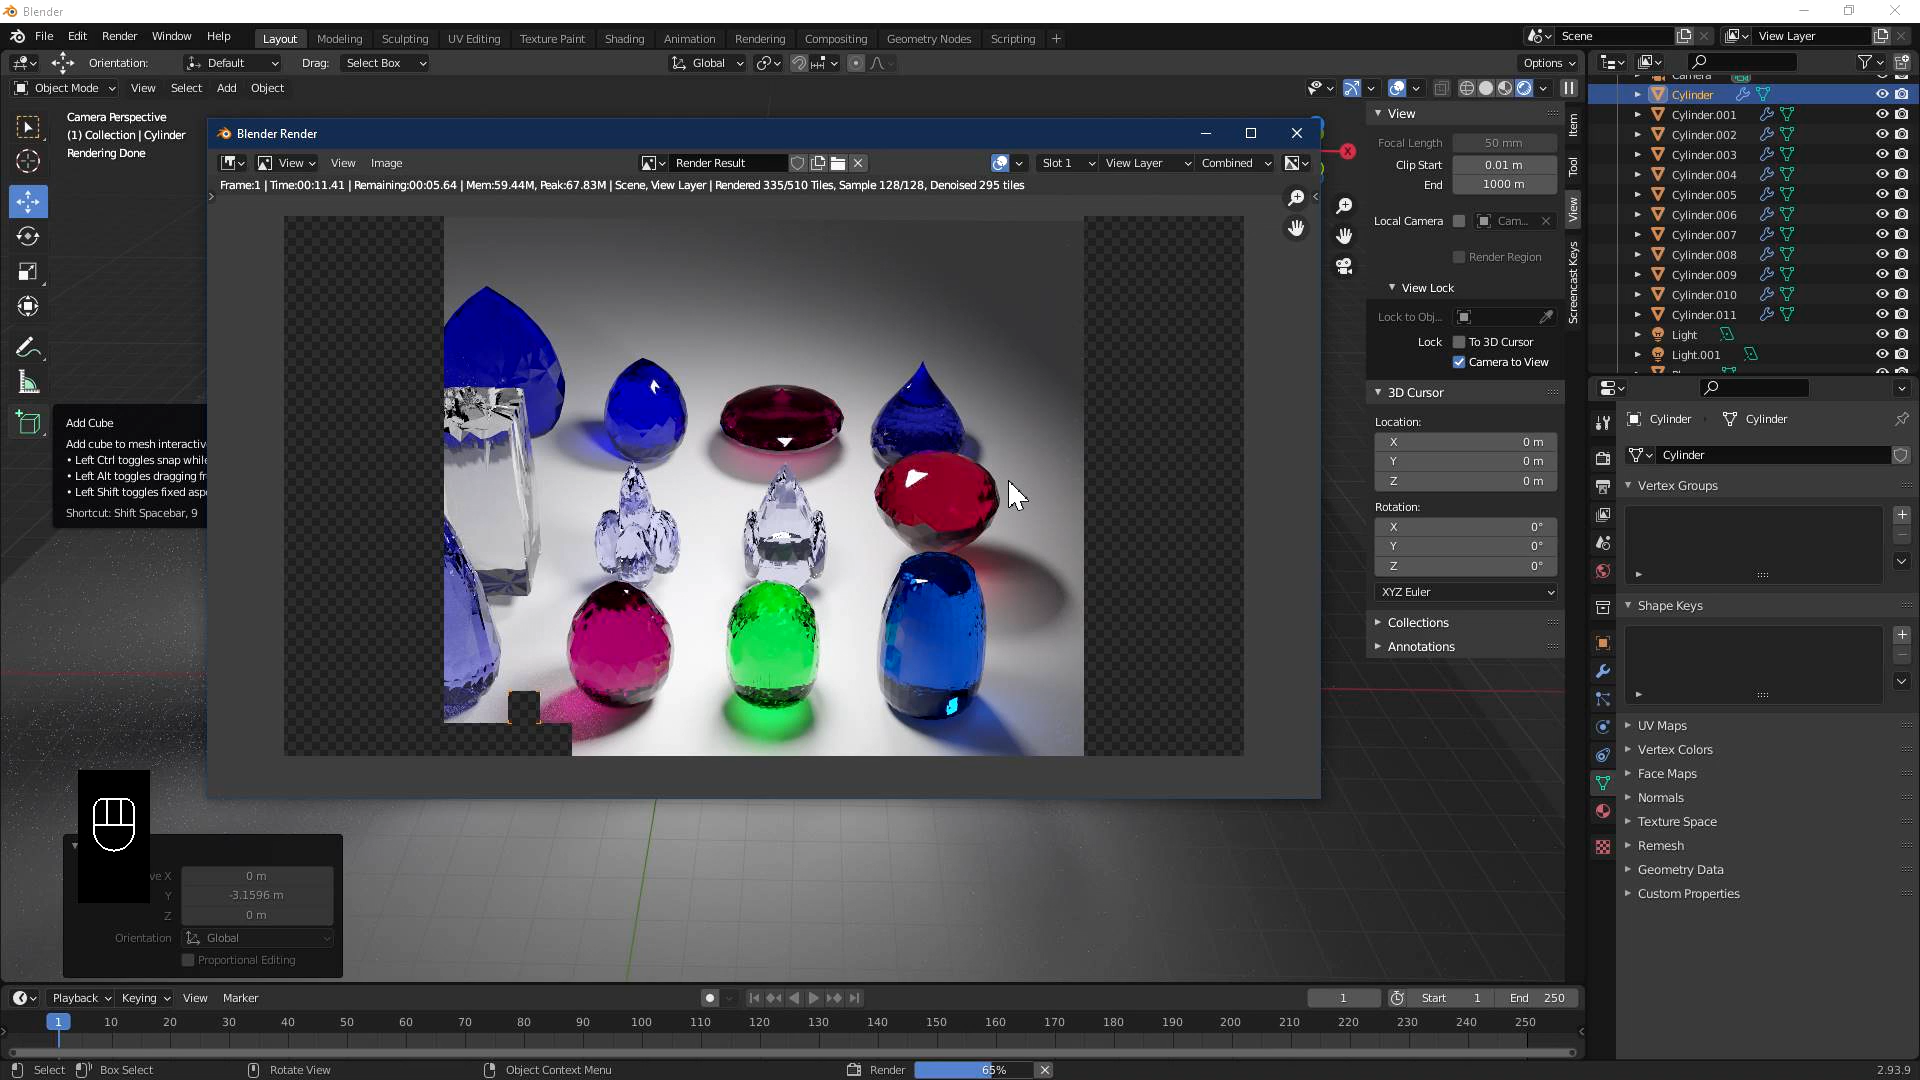 Blender
File Edit Render Window Help
Layout Modeling Sculpting UV Editing Texture Paint Shading Animation Rendering Compositing Geometry Nodes Scripting +
Scene
View Layer
Orientation: Default Drag: Select Box Global Options
Object Mode View Select Add Object
Camera Perspective
(1) Collection | Cylinder
Rendering Done
Blender Render
View View Image Render Result Slot 1 View Layer Combined
Frame:1 | Time:00:11.41 | Remaining:00:05.64 | Mem:59.44M, Peak:67.83M | Scene, View Layer | Rendered 335/510 Tiles, Sample 128/128, Denoised 295 tiles
X
Add Cube
Add cube to mesh interactive
• Left Ctrl toggles snap while
• Left Alt toggles dragging fr
• Left Shift toggles fixed aspe
Shortcut: Shift Spacebar, 9
ve X 0 m
Y -3.1596 m
Z 0 m
Orientation Global
Proportional Editing
View
Focal Length 50 mm
Clip Start 0.01 m
End 1000 m
Local Camera Cam...
Render Region
View Lock
Lock to Obj...
Lock To 3D Cursor
Camera to View
3D Cursor
Location:
X 0 m
Y 0 m
Z 0 m
Rotation:
X 0°
Y 0°
Z 0°
XYZ Euler
Collections
Annotations
Item
Tool
View
Screencast Keys
Camera
Cylinder
Cylinder.001
Cylinder.002
Cylinder.003
Cylinder.004
Cylinder.005
Cylinder.006
Cylinder.007
Cylinder.008
Cylinder.009
Cylinder.010
Cylinder.011
Light
Light.001
Cylinder Cylinder
Cylinder
Vertex Groups
Shape Keys
UV Maps
Vertex Colors
Face Maps
Normals
Texture Space
Remesh
Geometry Data
Custom Properties
Playback Keying View Marker 1 Start 1 End 250
1 10 20 30 40 50 60 70 80 90 100 110 120 130 140 150 160 170 180 190 200 210 220 230 240 250
Select Box Select Rotate View Object Context Menu Render 65% 2.93.9